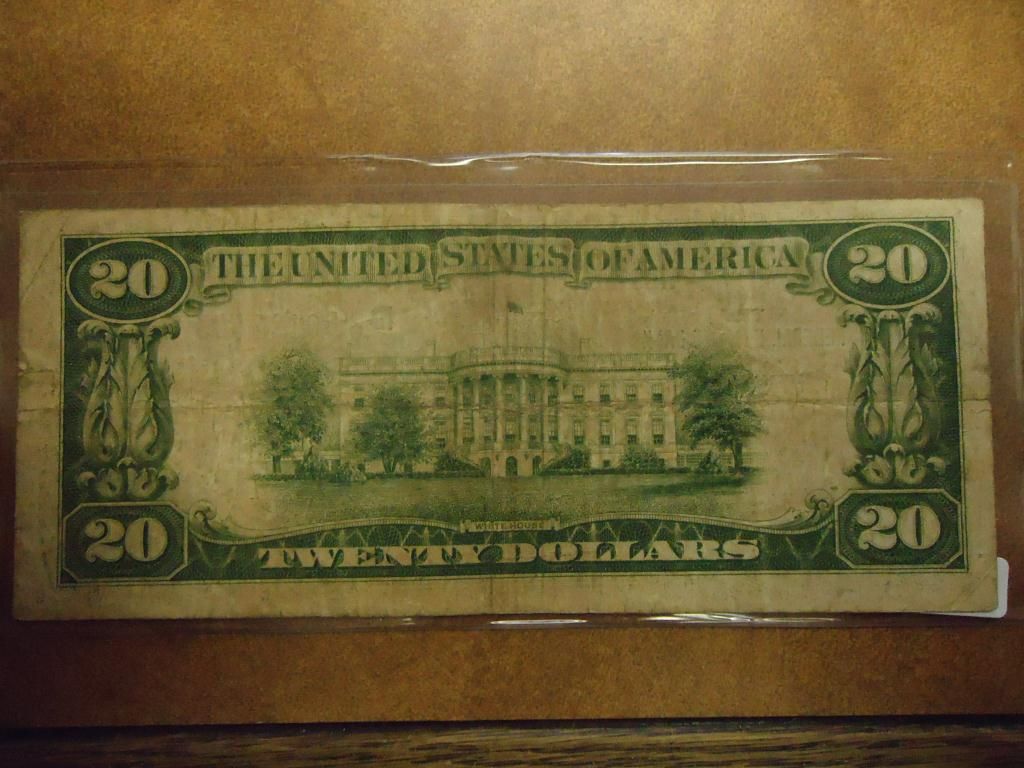 20 THE UNITED STATES OF AMERICA 20
WHITE HOUSE
20 TWENTY DOLLARS 20